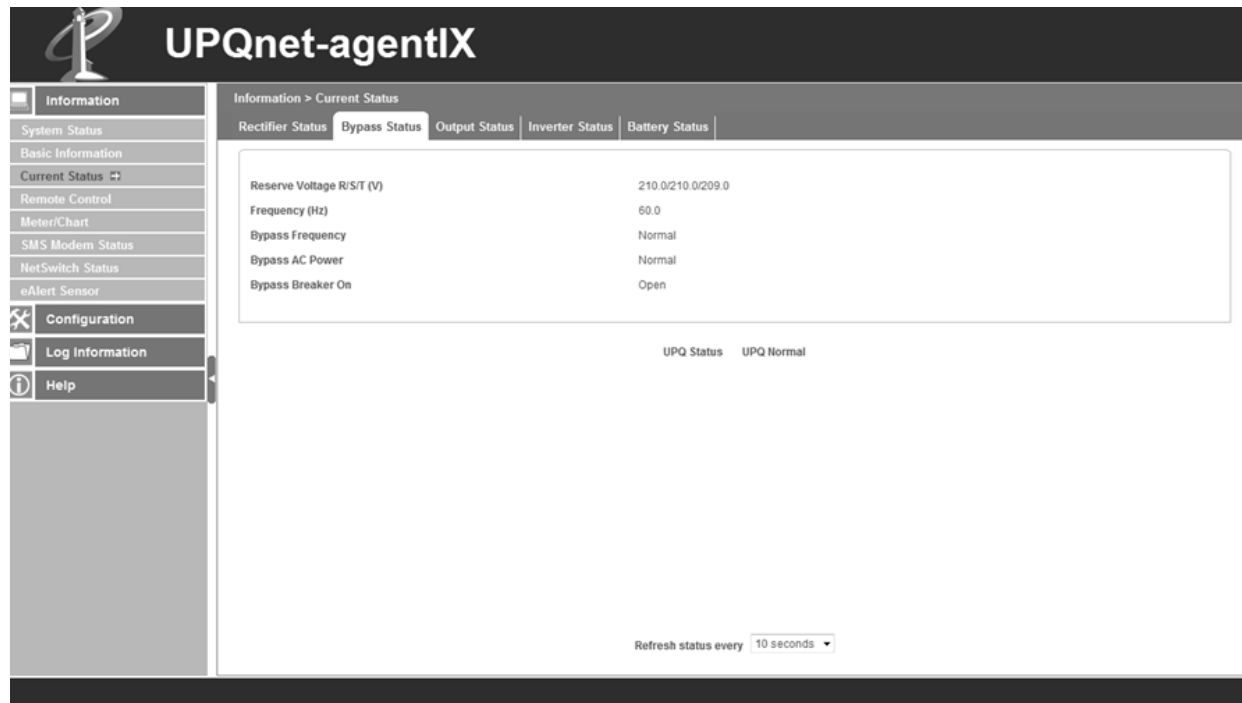 UPQnet-agentIX
Information
System Status
Basic Information
Current Status
Remote Control
Meter/Chart
SMS Modem Status
NetSwitch Status
eAlert Sensor
Configuration
Log Information
Help
Information > Current Status
Rectifier Status Bypass Status Output Status Inverter Status Battery Status
Reserve Voltage R/S/T (V) 210.0/210.0/209.0
Frequency (Hz) 60.0
Bypass Frequency Normal
Bypass AC Power Normal
Bypass Breaker On Open
UPQ Status UPQ Normal
Refresh status every 10 seconds